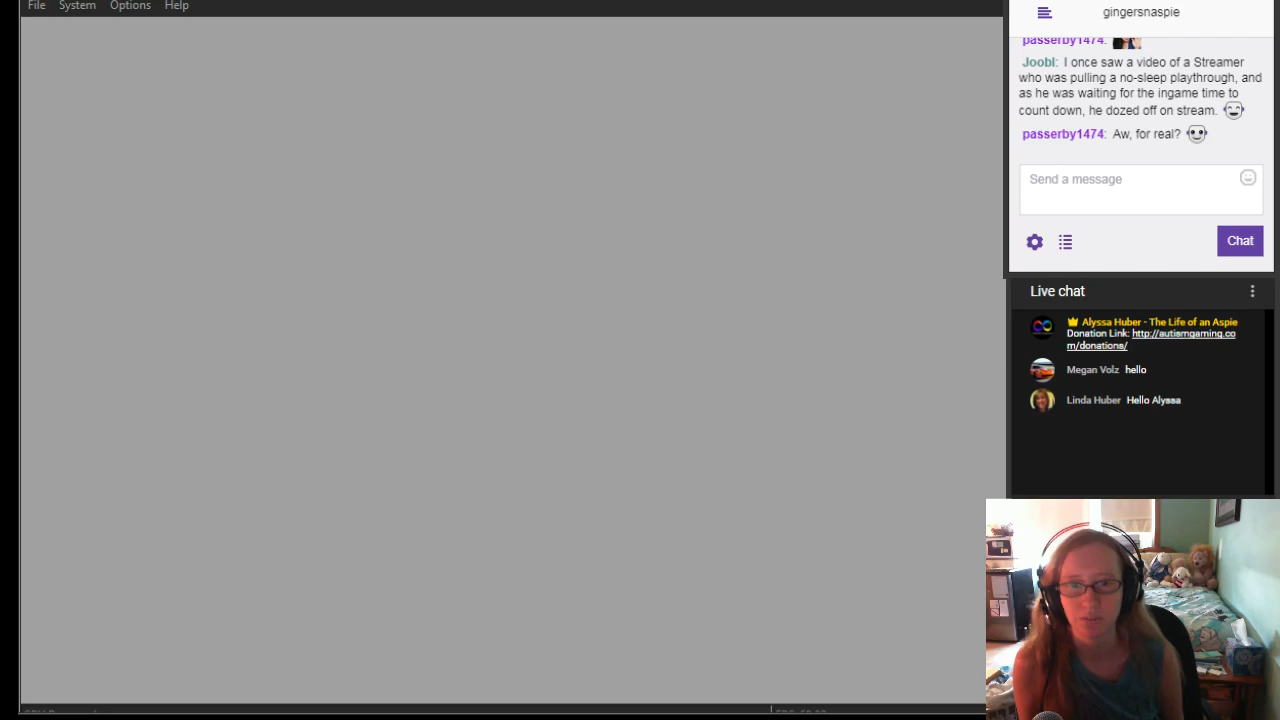 File System Options Help
gingersnaspie
passerby1474:
Joobl: I once saw a video of a Streamer
who was pulling a no-sleep playthrough, and
as he was waiting for the ingame time to
count down, he dozed off on stream.
passerby1474: Aw, for real?
Send a message
Chat
Live chat
Alyssa Huber - The Life of an Aspie
Donation Link: http://autismgaming.co
m/donations/
Megan Volz hello
Linda Huber Hello Alyssa